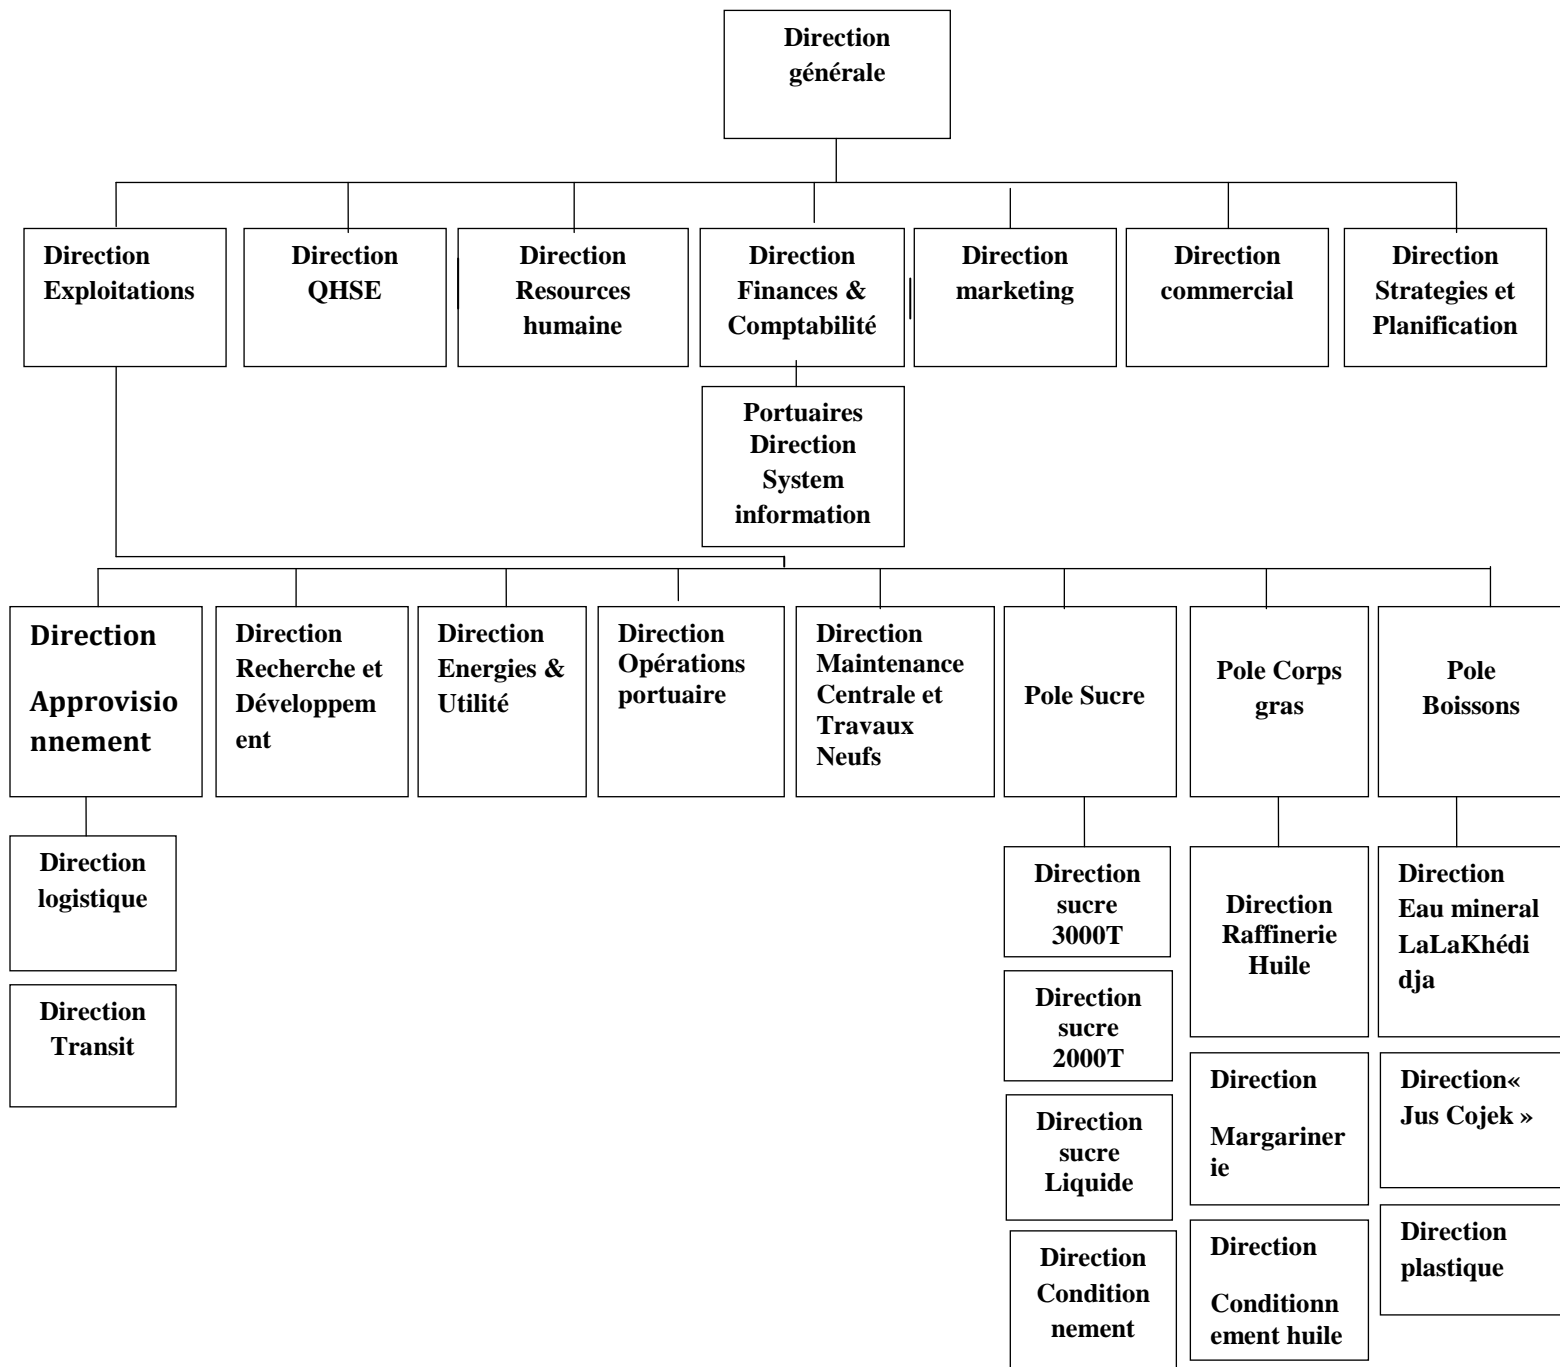 Direction
générale
Direction
Exploitations
Direction
QHSE
Direction
Resources
humaine
Direction
Finances &
Comptabilité
Direction
marketing
Direction
commercial
Direction
Strategies et
Planification
Portuaires
Direction
System
information
Direction
Approvisio
nnement
Direction
Recherche et
Développem
ent
Direction
Energies &
Utilité
Direction
Opérations
portuaire
Direction
Maintenance
Centrale et
Travaux
Neufs
Pole Sucre
Pole Corps
gras
Pole
Boissons
Direction
logistique
Direction
Transit
Direction
sucre
3000T
Direction
sucre
2000T
Direction
sucre
Liquide
Direction
Condition
nement
Direction
Raffinerie
Huile
Direction
Margariner
ie
Direction
Conditionn
ement huile
Direction
Eau mineral
LaLaKhédi
dja
Direction«
Jus Cojek »
Direction
plastique